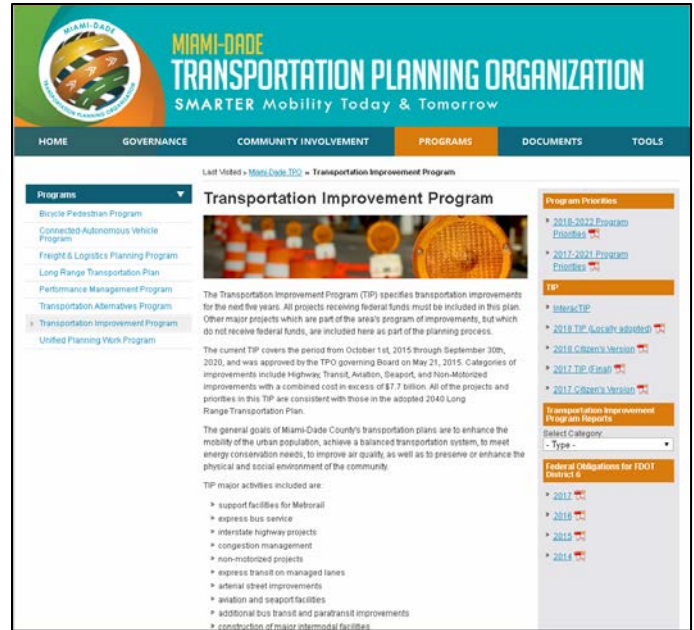 MIAMI-DADE
TRANSPORTATION PLANNING ORGANIZATION
MIAMI-DADE
TRANSPORTATION PLANNING ORGANIZATION
SMARTER Mobility Today & Tomorrow
HOME GOVERNANCE COMMUNITY INVOLVEMENT PROGRAMS DOCUMENTS TOOLS
Last Visited » Miami-Dade TPO » Transportation Improvement Program
Programs
Bicycle Pedestrian Program
Connected-Autonomous Vehicle
Program
Freight & Logistics Planning Program
Long Range Transportation Plan
Performance Management Program
Transportation Alternatives Program
Transportation Improvement Program
Unified Planning Work Program
Transportation Improvement Program
The Transportation Improvement Program (TIP) specifies transportation improvements
for the next five years. All projects receiving federal funds must be included in this plan.
Other major projects which are part of the area's program of improvements, but which
do not receive federal funds, are included here as part of the planning process.
The current TIP covers the period from October 1st, 2015 through September 30th,
2020, and was approved by the TPO governing Board on May 21, 2015. Categories of
improvements include Highway, Transit, Aviation, Seaport, and Non-Motorized
improvements with a combined cost in excess of $7.7 billion. All of the projects and
priorities in this TIP are consistent with those in the adopted 2040 Long
Range Transportation Plan.
The general goals of Miami-Dade County's transportation plans are to enhance the
mobility of the urban population, achieve a balanced transportation system, to meet
energy conservation needs, to improve air quality, as well as to preserve or enhance the
physical and social environment of the community.
TIP major activities included are:
support facilities for Metrorail
express bus service
interstate highway projects
congestion management
non-motorized projects
express transit on managed lanes
arterial street improvements
aviation and seaport facilities
additional bus transit and paratransit improvements
construction of major intermodal facilities
Program Priorities
2018-2022 Program
Priorities
2017-2021 Program
Priorities
TIP
InteracTIP
2018 TIP (Locally adopted)
2018 Citizen's Version
2017 TIP (Final)
2017 Citizen's Version
Transportation Improvement
Program Reports
Select Category:
- Type -
Federal Obligations for FDOT
District 6
2017
2016
2015
2014